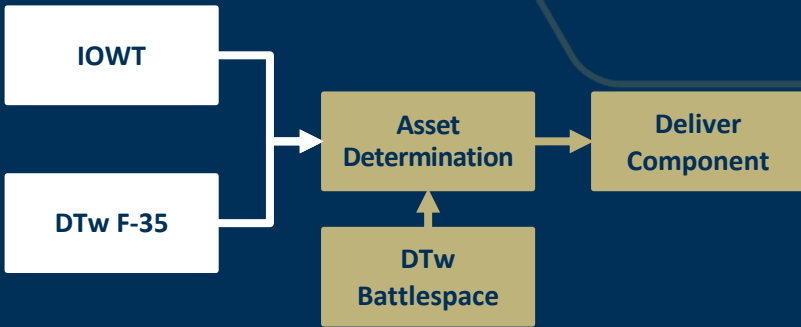 IOWT
Asset
Determination
Deliver
Component
DTw F-35
DTw
Battlespace